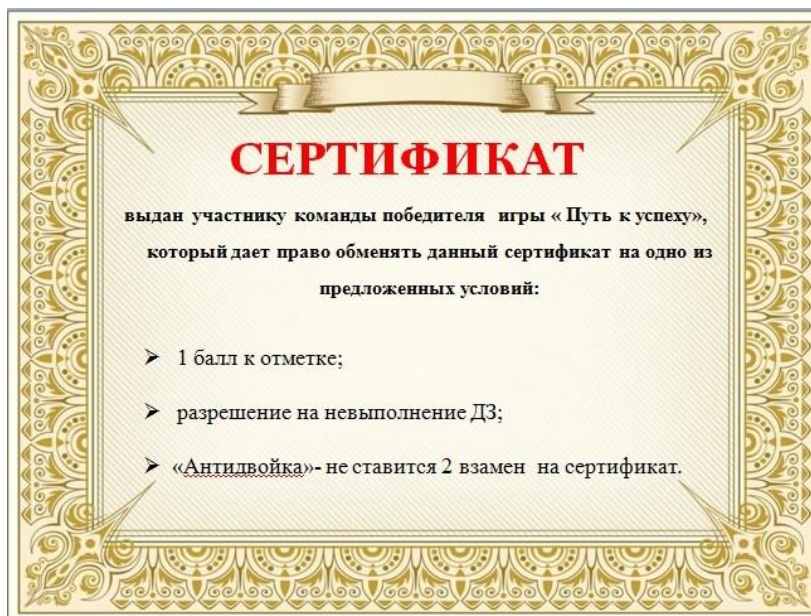 СЕРТИФИКАТ
выдан участнику команды победителя игры « Путь к успеху»,
который дает право обменять данный сертификат на одно из
предложенных условий:
➢ 1 балл к отметке;
➢ разрешение на невыполнение ДЗ;
➢ «Антидвойка»- не ставится 2 взамен на сертификат.